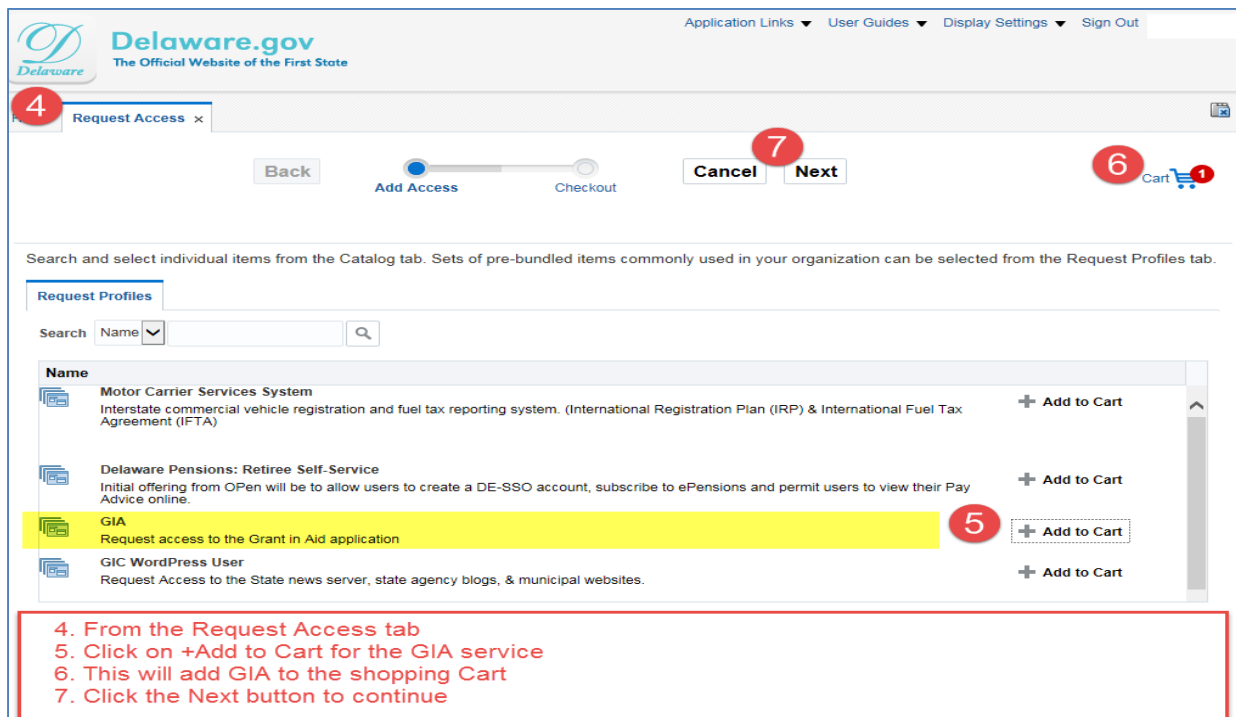 Application Links User Guides Display Settings Sign Out
Delaware
Delaware.gov
The Official Website of the First State
4
Request Access ×
Back
Add Access
Checkout
Cancel
7
Next
6
Cart
1
Search and select individual items from the Catalog tab. Sets of pre-bundled items commonly used in your organization can be selected from the Request Profiles tab.
Request Profiles
Search Name
Name
Motor Carrier Services System
Interstate commercial vehicle registration and fuel tax reporting system. (International Registration Plan (IRP) & International Fuel Tax
Agreement (IFTA)
+ Add to Cart
Delaware Pensions: Retiree Self-Service
Initial offering from OPen will be to allow users to create a DE-SSO account, subscribe to ePensions and permit users to view their Pay
Advice online.
+ Add to Cart
GIA
Request access to the Grant in Aid application
5
+ Add to Cart
GIC WordPress User
Request Access to the State news server, state agency blogs, & municipal websites.
+ Add to Cart
4. From the Request Access tab
5. Click on +Add to Cart for the GIA service
6. This will add GIA to the shopping Cart
7. Click the Next button to continue